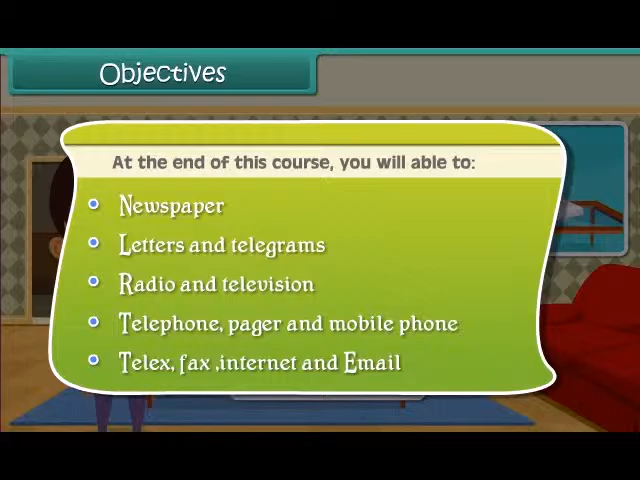 Objectives
At the end of this course, you will able to:
Newspaper
Letters and telegrams
Radio and television
Telephone, pager and mobile phone
Telex, fax ,internet and Email